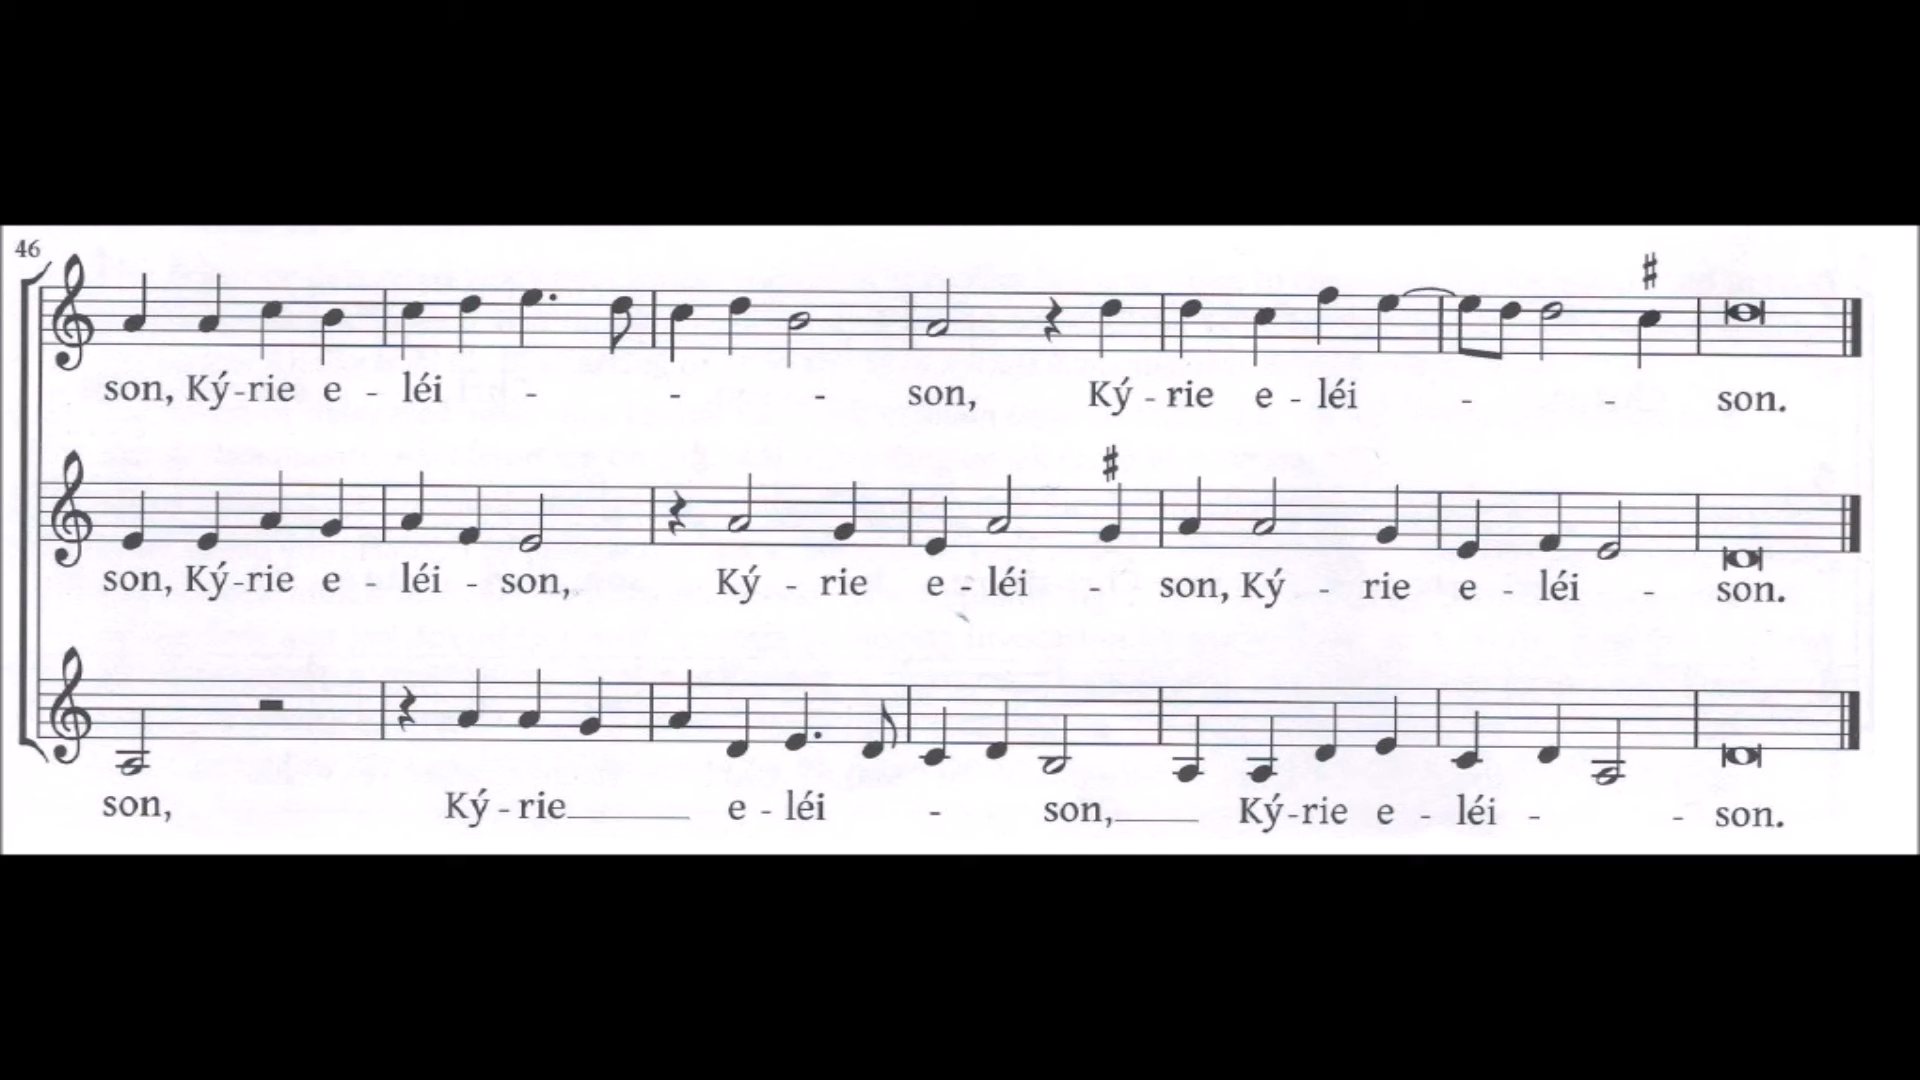 46
son, Ký-rie e - léi - - - son, Ký - rie e - léi - - son.
son, Ký-rie e - léi - son, Ký - rie e - léi - son, Ký - rie e - léi - son.
son, Ký - rie e - léi - son, Ký-rie e - léi - - son.